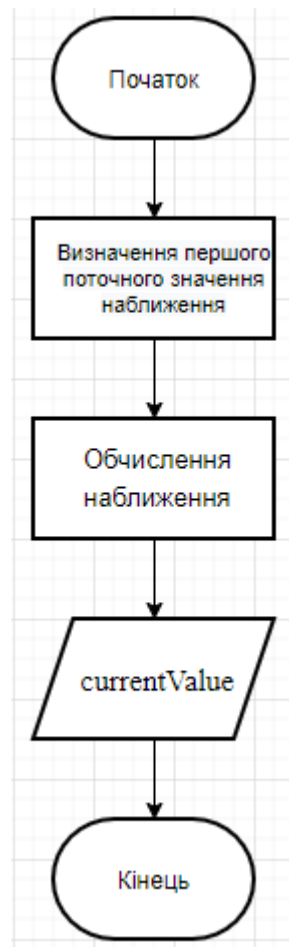 Початок
Визначення першого
поточного значення
наближення
Обчислення
наближення
currentValue
Кінець